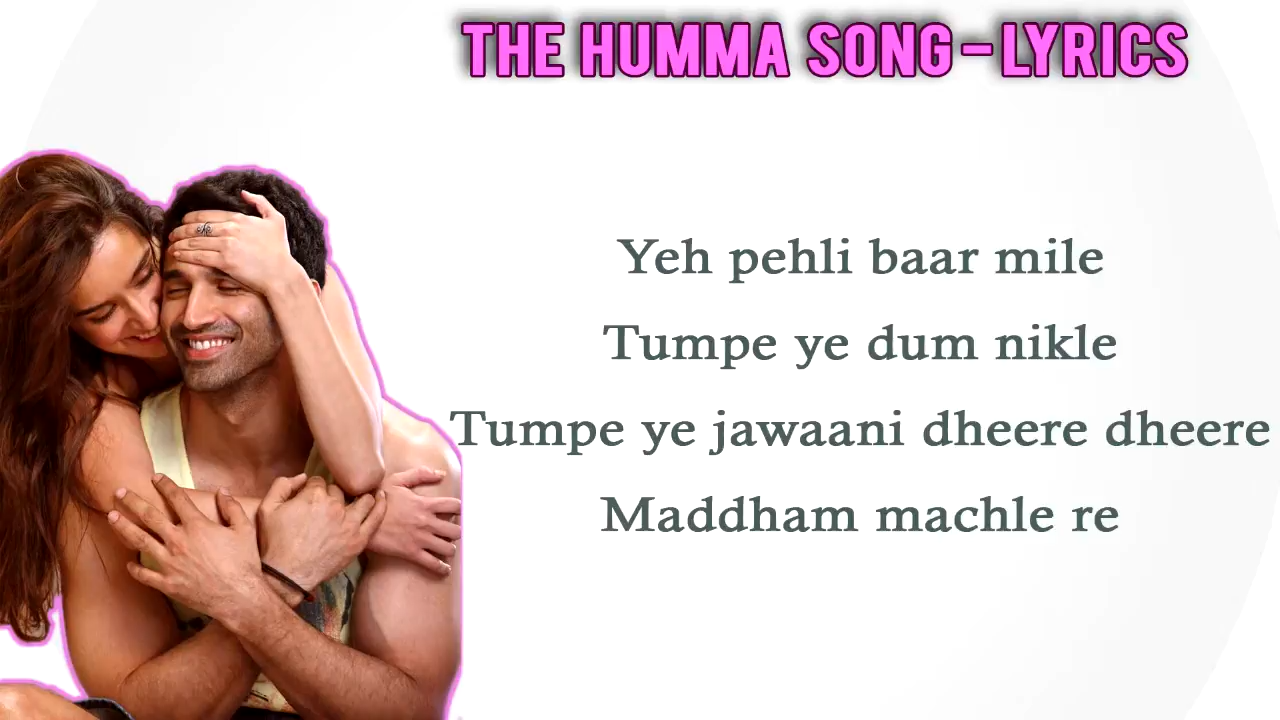 THE HUMMA SONG - LYRICS
Yeh pehli baar mile
Tumpe ye dum nikle
Tumpe ye jawaani dheere dheere
Maddham machle re